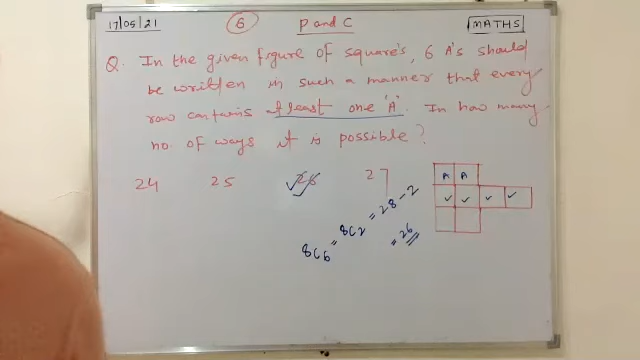 17/05/21
6
P and C
MATHS
Q. In the given figure of square's, 6 A's should
be written in such a manner that every
row contains atleast one 'A'. In how many
no. of ways it is possible?
24 25 26 27
A A
8C6 = 8C2 = 28-2
= 26